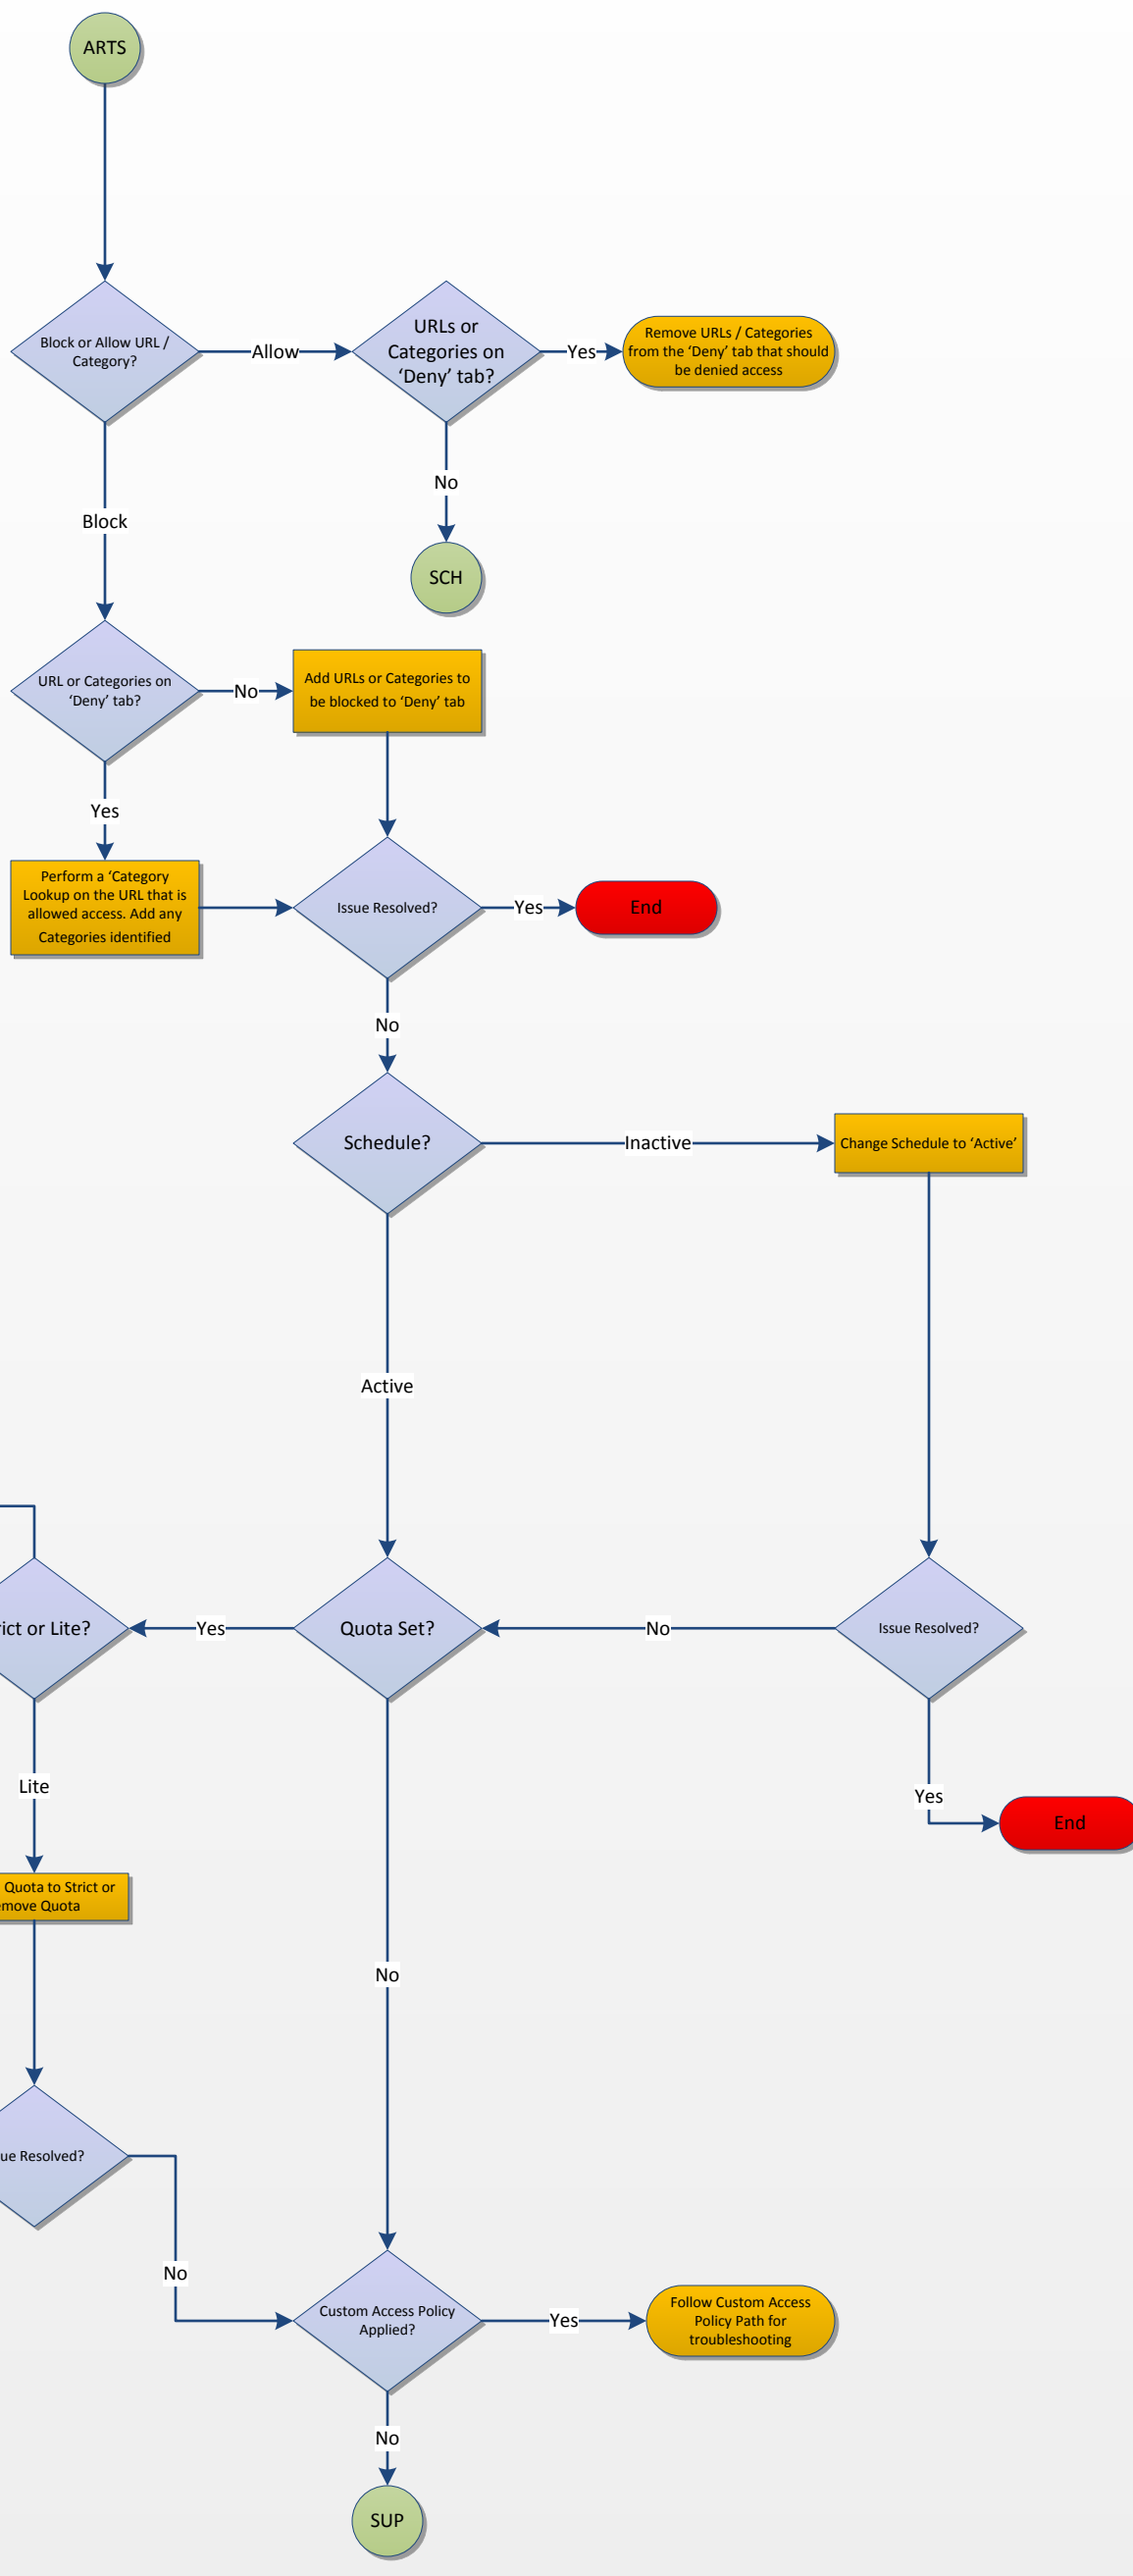 ARTS
Block or Allow URL /
Category?
Allow
URLs or
Categories on
‘Deny’ tab?
Yes
Remove URLs / Categories
from the ‘Deny’ tab that should
be denied access
No
Block
SCH
URL or Categories on
‘Deny’ tab?
No
Add URLs or Categories to
be blocked to ‘Deny’ tab
Yes
Perform a ‘Category
Lookup on the URL that is
allowed access. Add any
Categories identified
Issue Resolved?
Yes
End
No
Schedule?
Inactive
Change Schedule to ‘Active’
Active
or Lite?
Yes
Quota Set?
No
Issue Resolved?
Lite
Yes
End
Quota to Strict or
Quota
No
Resolved?
No
Custom Access Policy
Applied?
Yes
Follow Custom Access
Policy Path for
troubleshooting
No
SUP